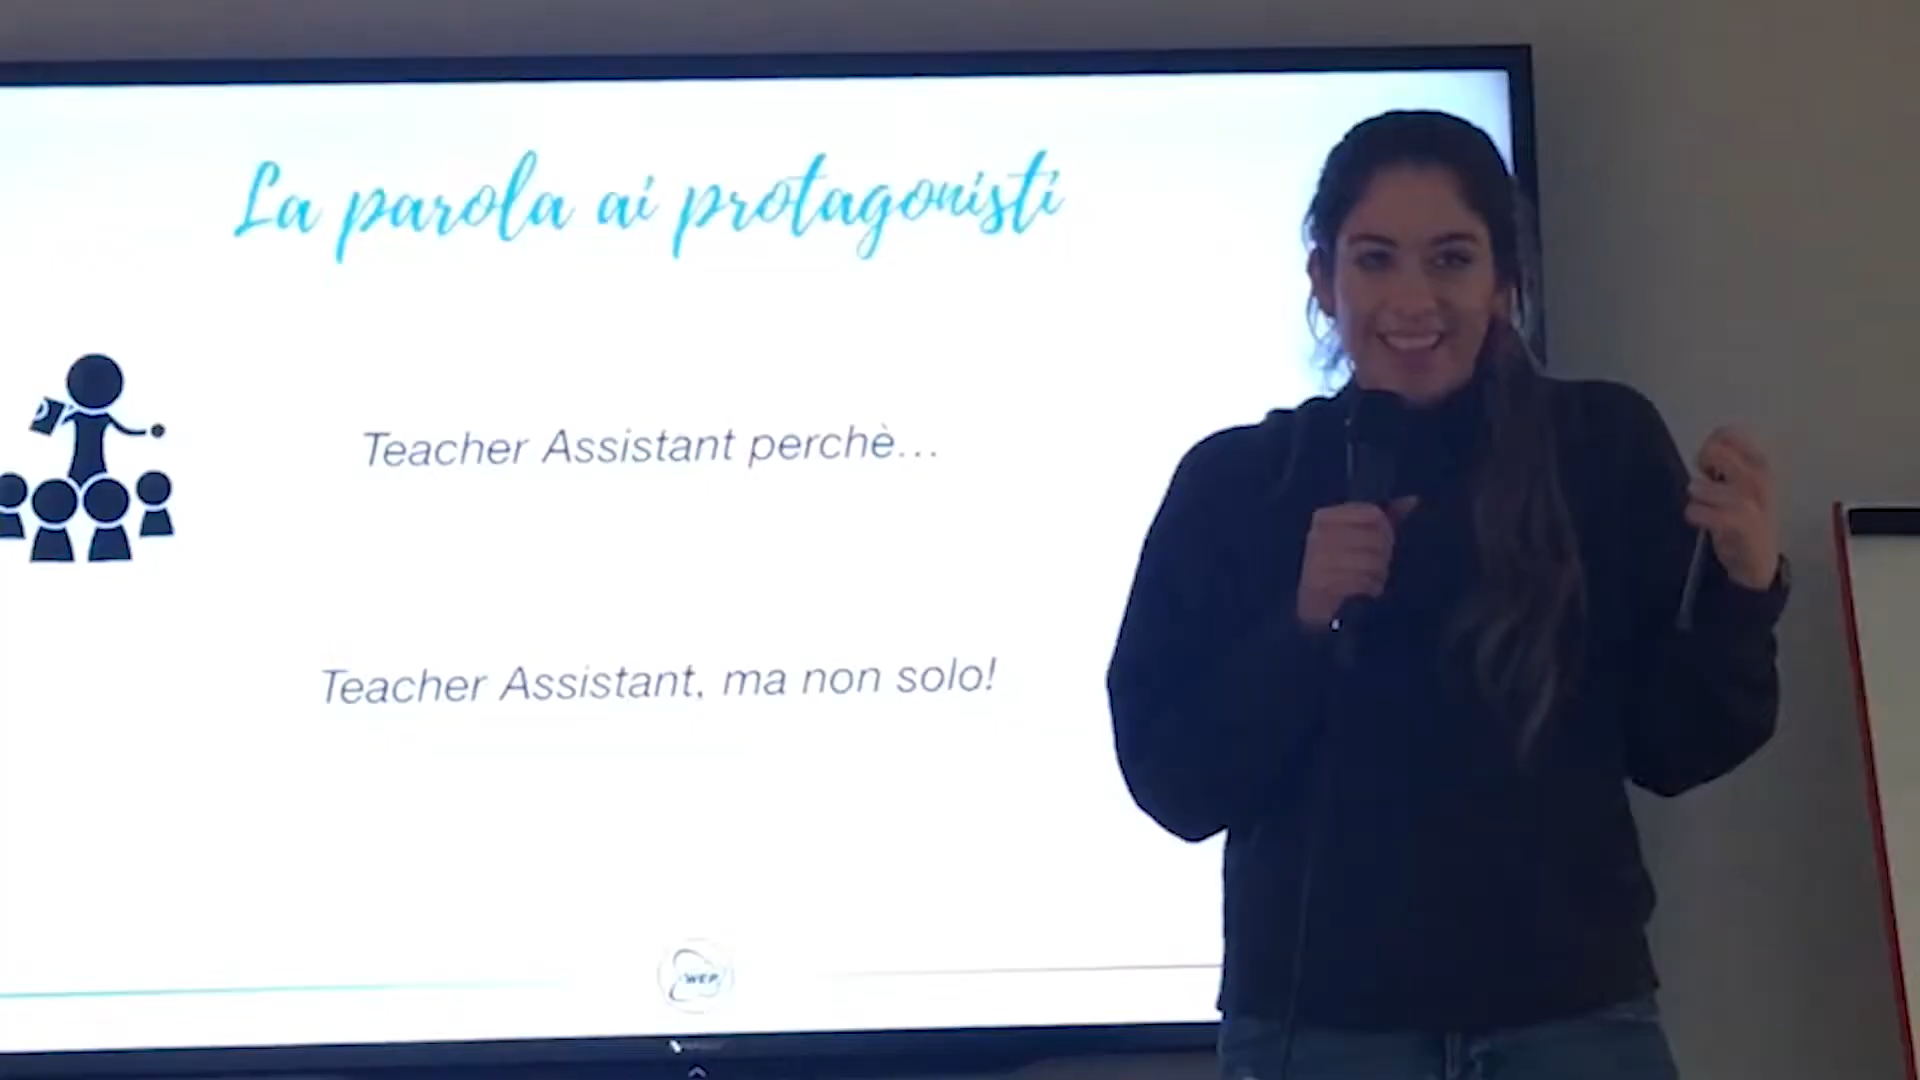 La parola ai protagonisti
Teacher Assistant perchè...
Teacher Assistant, ma non solo!
WEP